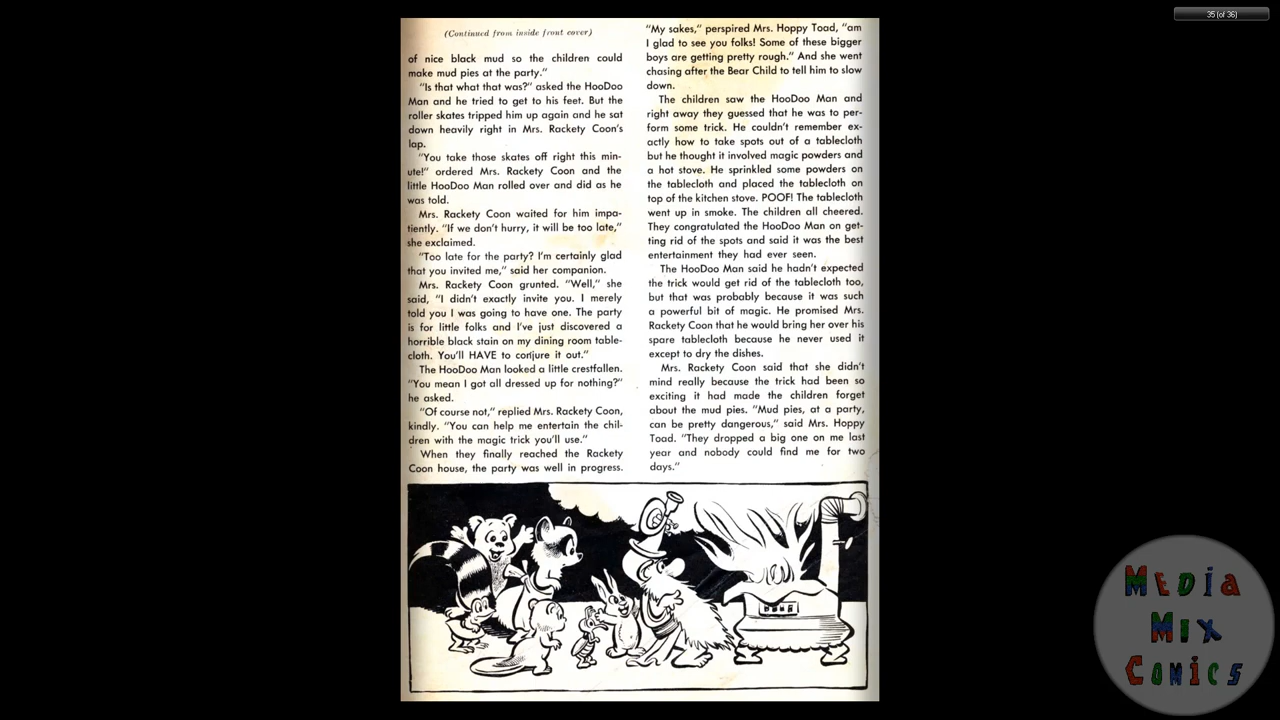 35 (of 36)
(Continued from inside front cover)
of nice black mud so the children could
make mud pies at the party."
"Is that what that was?" asked the HooDoo
Man and he tried to get to his feet. But the
roller skates tripped him up again and he sat
down heavily right in Mrs. Rackety Coon's
lap.
"You take those skates off right this min-
ute!" ordered Mrs. Rackety Coon and the
little HooDoo Man rolled over and did as he
was told.
Mrs. Rackety Coon waited for him impa-
tiently. "If we don't hurry, it will be too late,"
she exclaimed.
"Too late for the party? I'm certainly glad
that you invited me," said her companion.
Mrs. Rackety Coon grunted. "Well," she
said, "I didn't exactly invite you. I merely
told you I was going to have one. The party
is for little folks and I've just discovered a
horrible black stain on my dining room table-
cloth. You'll HAVE to conjure it out."
The HooDoo Man looked a little crestfallen.
"You mean I got all dressed up for nothing?"
he asked.
"Of course not," replied Mrs. Rackety Coon,
kindly. "You can help me entertain the chil-
dren with the magic trick you'll use."
When they finally reached the Rackety
Coon house, the party was well in progress.
"My sakes," perspired Mrs. Hoppy Toad, "am
I glad to see you folks! Some of these bigger
boys are getting pretty rough." And she went
chasing after the Bear Child to tell him to slow
down.
The children saw the HooDoo Man and
right away they guessed that he was to per-
form some trick. He couldn't remember ex-
actly how to take spots out of a tablecloth
but he thought it involved magic powders and
a hot stove. He sprinkled some powders on
the tablecloth and placed the tablecloth on
top of the kitchen stove. POOF! The tablecloth
went up in smoke. The children all cheered.
They congratulated the HooDoo Man on get-
ting rid of the spots and said it was the best
entertainment they had ever seen.
The HooDoo Man said he hadn't expected
the trick would get rid of the tablecloth too,
but that was probably because it was such
a powerful bit of magic. He promised Mrs.
Rackety Coon that he would bring her over his
spare tablecloth because he never used it
except to dry the dishes.
Mrs. Rackety Coon said that she didn't
mind really because the trick had been so
exciting it had made the children forget
about the mud pies. "Mud pies, at a party,
can be pretty dangerous," said Mrs. Hoppy
Toad. "They dropped a big one on me last
year and nobody could find me for two
days."
MEDiA
MiX
COMiCS